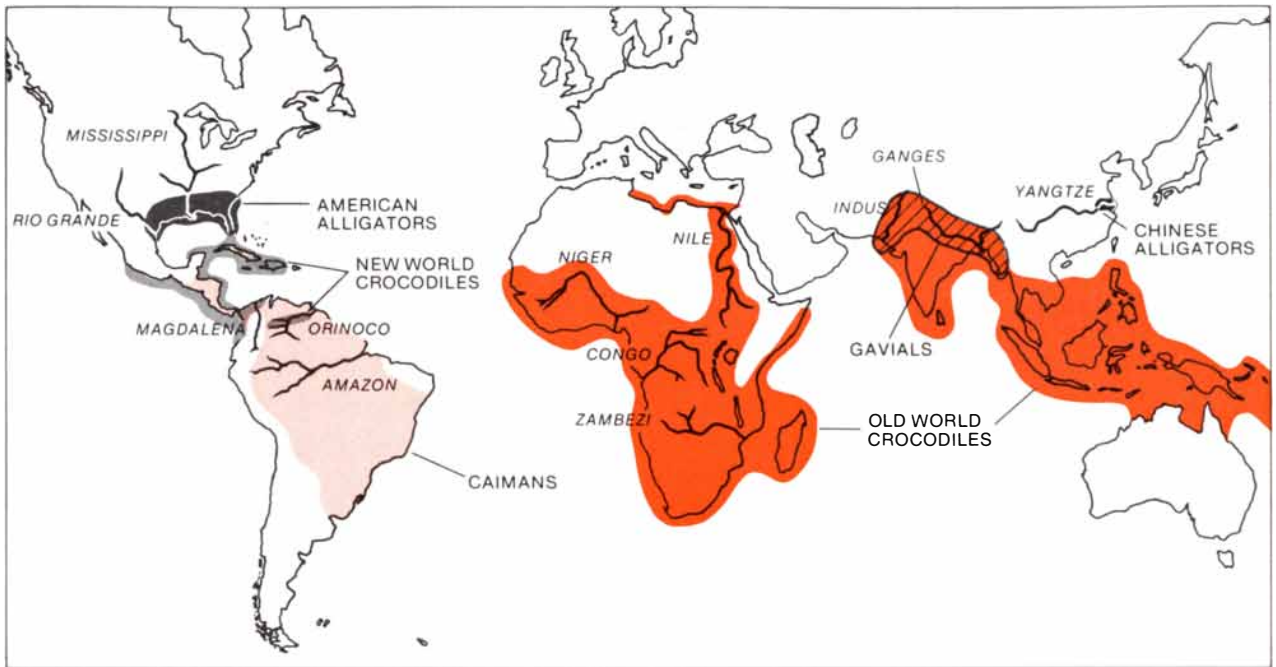 MISSISSIPPI
RIO GRANDE
AMERICAN
ALLIGATORS
NEW WORLD
CROCODILES
MAGDALENA
ORINOCO
AMAZON
CAIMANS
NIGER
NILE
CONGO
ZAMBEZI
GANGES
INDUS
YANGTZE
CHINESE
ALLIGATORS
GAVIALS
OLD WORLD
CROCODILES